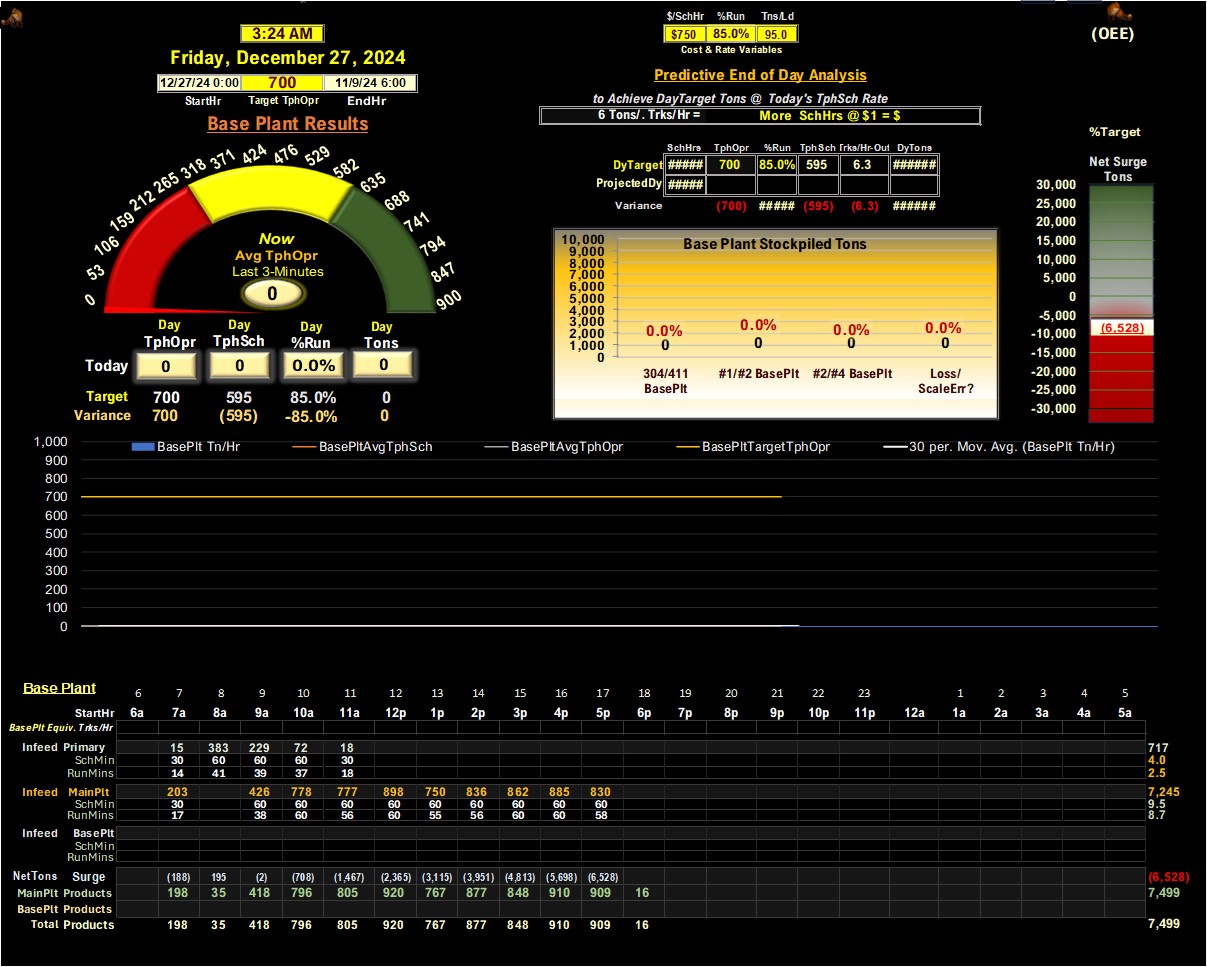 3:24 AM
Friday, December 27, 2024
12/27/24 0:00 700 11/9/24 6:00
StartHr Target TphOpr EndHr
Base Plant Results
0 53 106 159 212 265 318 371 424 476 529 582 635 688 741 794 847 900
Now
Avg TphOpr
Last 3-Minutes
0
Day Day Day Day
TphOpr TphSch %Run Tons
Today 0 0 0.0% 0
Target 700 595 85.0% 0
Variance 700 (595) -85.0% 0
$/SchHr %Run Tns/Ld
$750 85.0% 95.0
Cost & Rate Variables
Predictive End of Day Analysis
to Achieve DayTarget Tons @ Today's TphSch Rate
6 Tons/. Trks/Hr = More SchHrs @ $1 = $
SchHrs TphOpr %Run TphSch Trks/Hr-Out DyTons
DyTarget ##### 700 85.0% 595 6.3 ######
ProjectedDy #####
Variance (700) ##### (595) (6.3) ######
Base Plant Stockpiled Tons
10,000
9,000
8,000
7,000
6,000
5,000
4,000
3,000
2,000
1,000
0
0.0% 0.0% 0.0% 0.0%
0 0 0 0
304/411 BasePlt
#1/#2 BasePlt
#2/#4 BasePlt
Loss/ ScaleErr?
(OEE)
%Target
Net Surge
Tons
30,000
25,000
20,000
15,000
10,000
5,000
0
-5,000
-10,000
-15,000
-20,000
-25,000
-30,000
(6,528)
BasePlt Tn/Hr BasePltAvgTphSch BasePltAvgTphOpr BasePltTargetTphOpr 30 per. Mov. Avg. (BasePlt Tn/Hr)
1,000
900
800
700
600
500
400
300
200
100
0
Base Plant 6 7 8 9 10 11 12 13 14 15 16 17 18 19 20 21 22 23 1 2 3 4 5
StartHr 6a 7a 8a 9a 10a 11a 12p 1p 2p 3p 4p 5p 6p 7p 8p 9p 10p 11p 12a 1a 2a 3a 4a 5a
BasePlt Equiv. Trks/Hr
Infeed Primary 15 383 229 72 18 717
SchMin 30 60 60 60 30 4.0
RunMins 14 41 39 37 18 2.5
Infeed MainPlt 203 426 778 777 898 750 836 862 885 830 7,245
SchMin 30 60 60 60 60 60 60 60 60 60 9.5
RunMins 17 38 60 56 60 55 56 60 60 58 8.7
Infeed BasePlt
SchMin
RunMins
NetTons Surge (188) 195 (2) (708) (1,467) (2,365) (3,115) (3,951) (4,813) (5,698) (6,528) (6,528)
MainPlt Products 198 35 418 796 805 920 767 877 848 910 909 16 7,499
BasePlt Products
Total Products 198 35 418 796 805 920 767 877 848 910 909 16 7,499